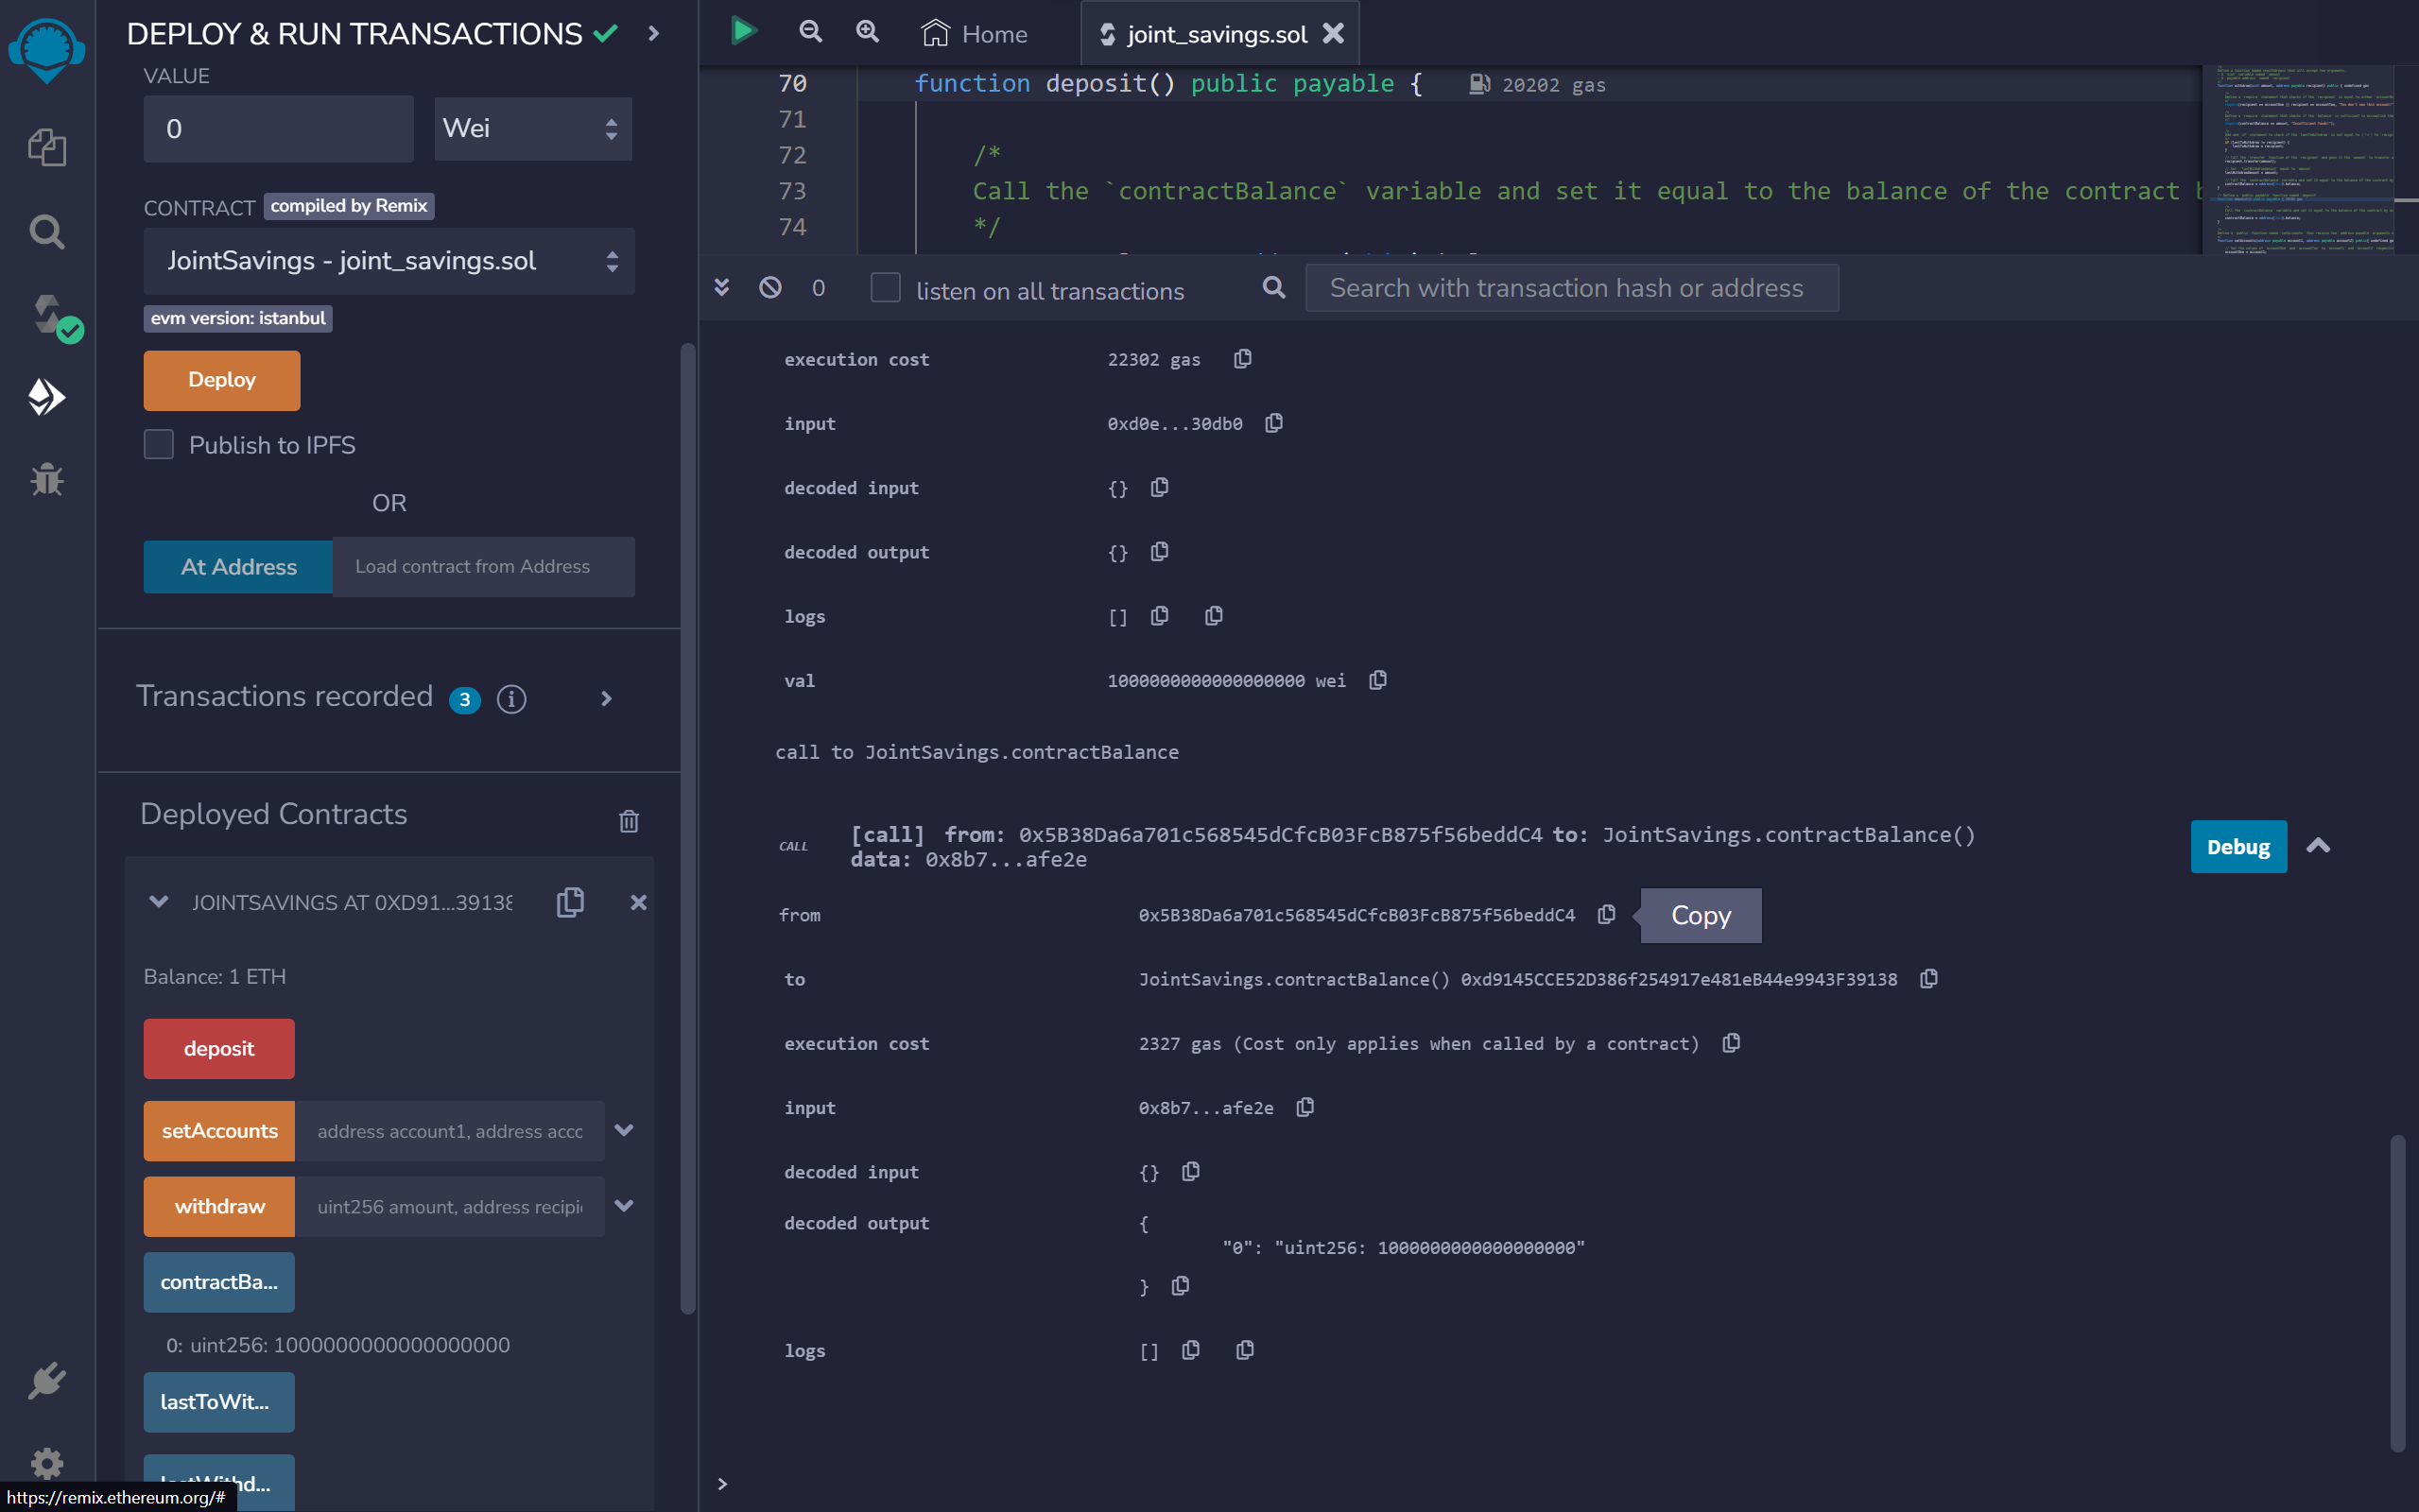 DEPLOY & RUN TRANSACTIONS
VALUE
0
Wei
CONTRACT compiled by Remix
JointSavings - joint_savings.sol
evm version: istanbul
Deploy
Publish to IPFS
OR
At Address
Load contract from Address
Transactions recorded 3 i
Deployed Contracts
JOINTSAVINGS AT 0XD91...39138
Balance: 1 ETH
deposit
setAccounts
address account1, address acco
withdraw
uint256 amount, address recipi
contractBa...
0: uint256: 1000000000000000000
lastToWit...
lastWithd...
https://remix.ethereum.org/#
Home
joint_savings.sol
70 function deposit() public payable { 20202 gas
71
72 /*
73 Call the `contractBalance` variable and set it equal to the balance of the contract b
74 */
0
listen on all transactions
Search with transaction hash or address
execution cost 22302 gas
input 0xd0e...30db0
decoded input {}
decoded output {}
logs []
val 1000000000000000000 wei
call to JointSavings.contractBalance
CALL
[call] from: 0x5B38Da6a701c568545dCfcB03FcB875f56beddC4 to: JointSavings.contractBalance()
data: 0x8b7...afe2e
Debug
from 0x5B38Da6a701c568545dCfcB03FcB875f56beddC4
Copy
to JointSavings.contractBalance() 0xd9145CCE52D386f254917e481eB44e9943F39138
execution cost 2327 gas (Cost only applies when called by a contract)
input 0x8b7...afe2e
decoded input {}
decoded output {
"0": "uint256: 1000000000000000000"
}
logs []
>